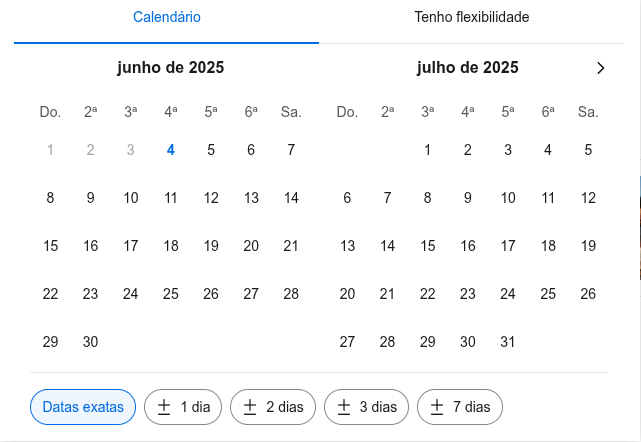 Calendário Tenho flexibilidade
junho de 2025 julho de 2025
Do. 2ª 3ª 4ª 5ª 6ª Sa. Do. 2ª 3ª 4ª 5ª 6ª Sa.
1 2 3 4 5 6 7 1 2 3 4 5
8 9 10 11 12 13 14 6 7 8 9 10 11 12
15 16 17 18 19 20 21 13 14 15 16 17 18 19
22 23 24 25 26 27 28 20 21 22 23 24 25 26
29 30 27 28 29 30 31
Datas exatas ± 1 dia ± 2 dias ± 3 dias ± 7 dias